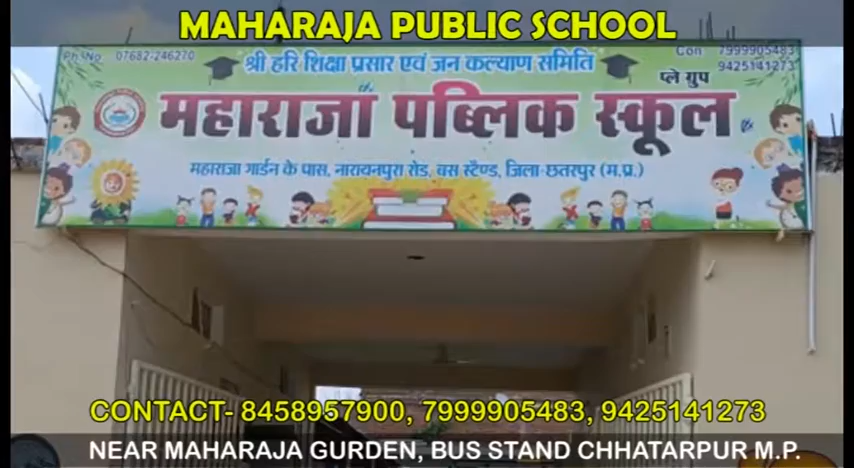 MAHARAJA PUBLIC SCHOOL
Ph.No. 07682-246270
श्री हरि शिक्षा प्रसार एवं जन कल्याण समिति
Con. 7999905483
9425141273
प्ले ग्रुप
महाराजा पब्लिक स्कूल
महाराजा गार्डन के पास, नारायनपुरा रोड, बस स्टैण्ड, जिला-छतरपुर (म.प्र.)
CONTACT- 8458957900, 7999905483, 9425141273
NEAR MAHARAJA GURDEN, BUS STAND CHHATARPUR M.P.